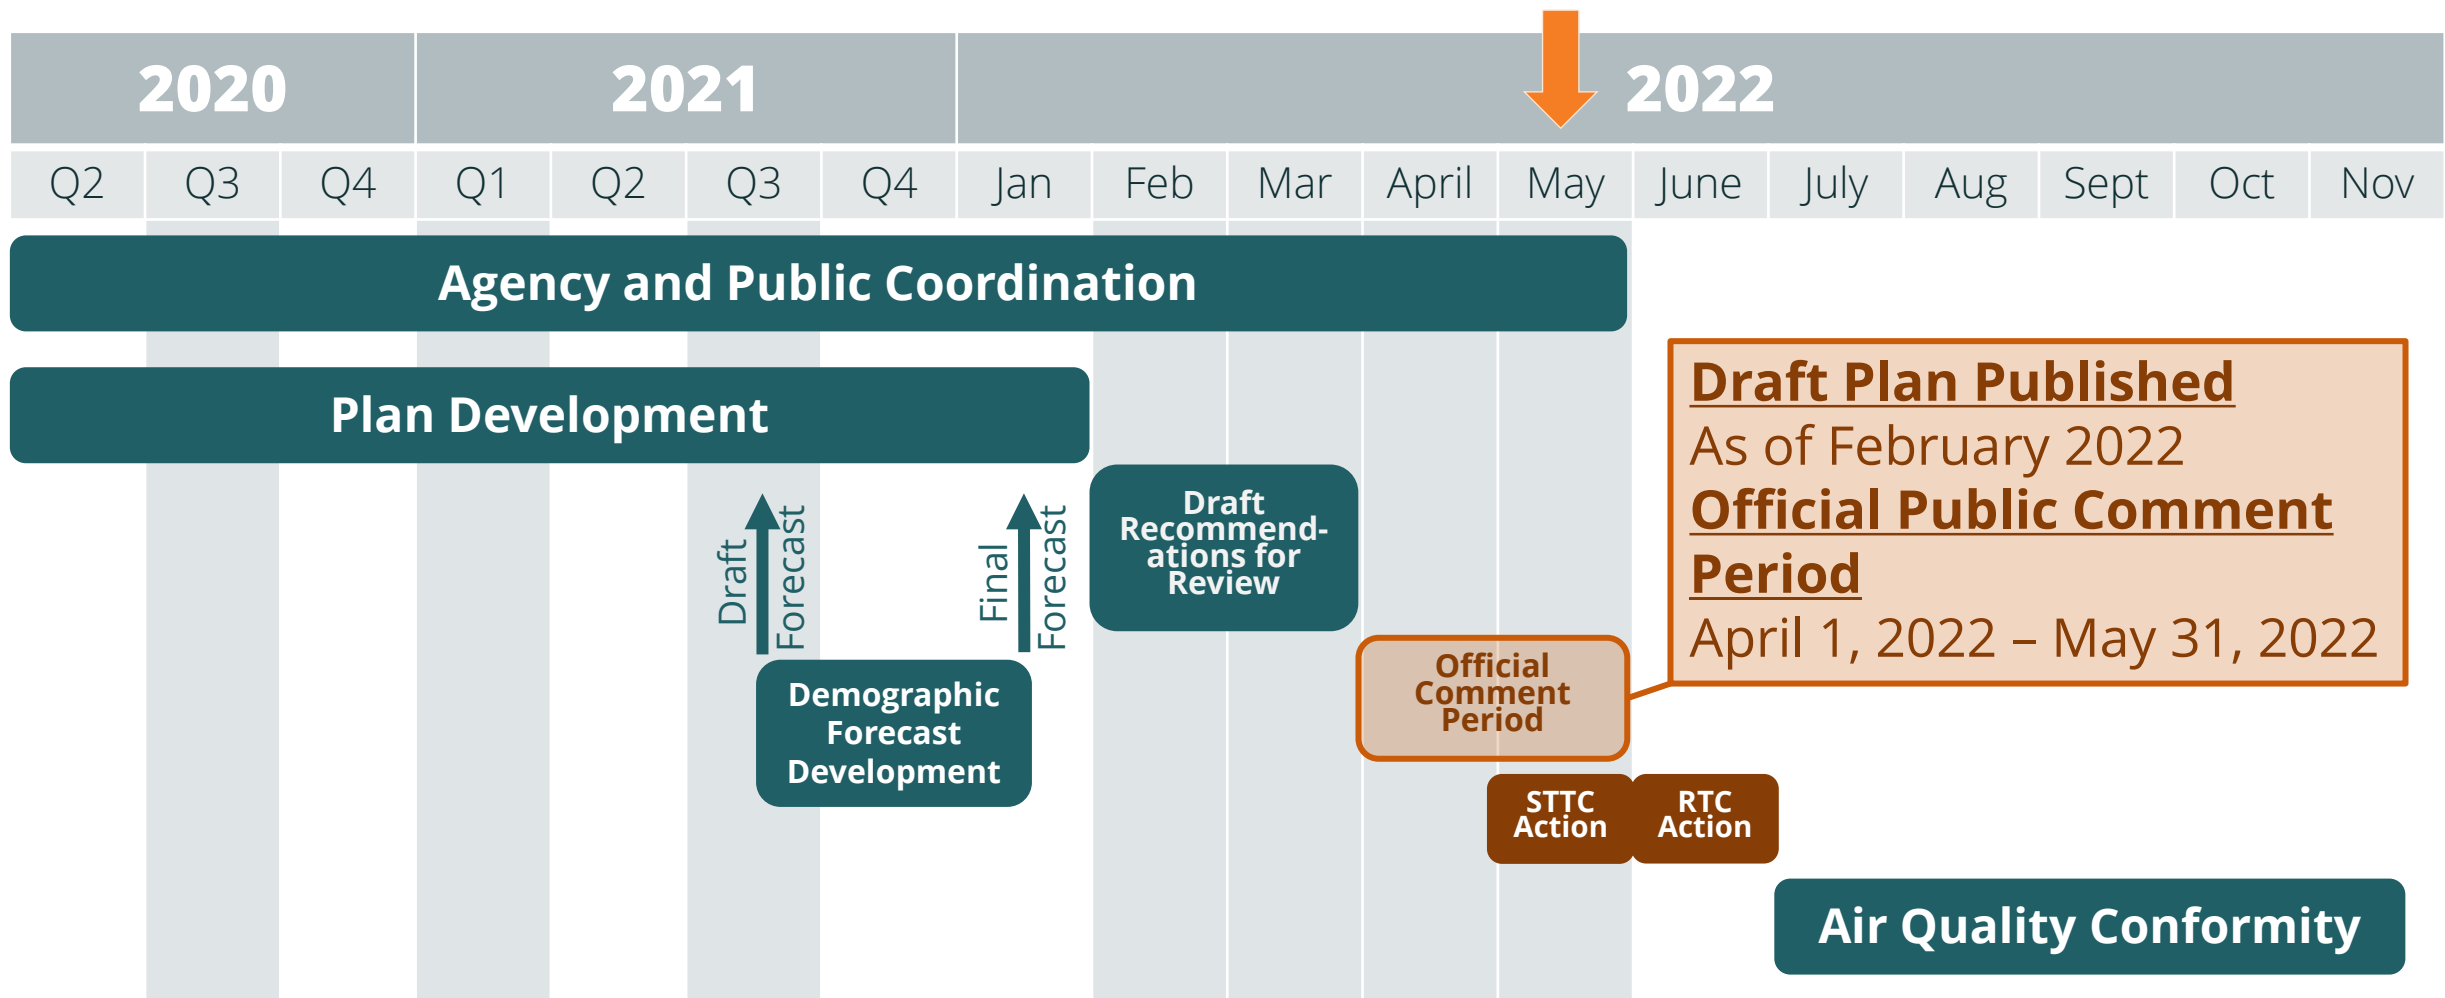 2020 2021 2022
Q2 Q3 Q4 Q1 Q2 Q3 Q4 Jan Feb Mar April May June July Aug Sept Oct Nov
Agency and Public Coordination
Plan Development
Draft
Forecast
Final
Forecast
Draft
Recommend-
ations for
Review
Draft Plan Published
As of February 2022
Official Public Comment
Period
April 1, 2022 – May 31, 2022
Demographic
Forecast
Development
Official
Comment
Period
STTC
Action
RTC
Action
Air Quality Conformity